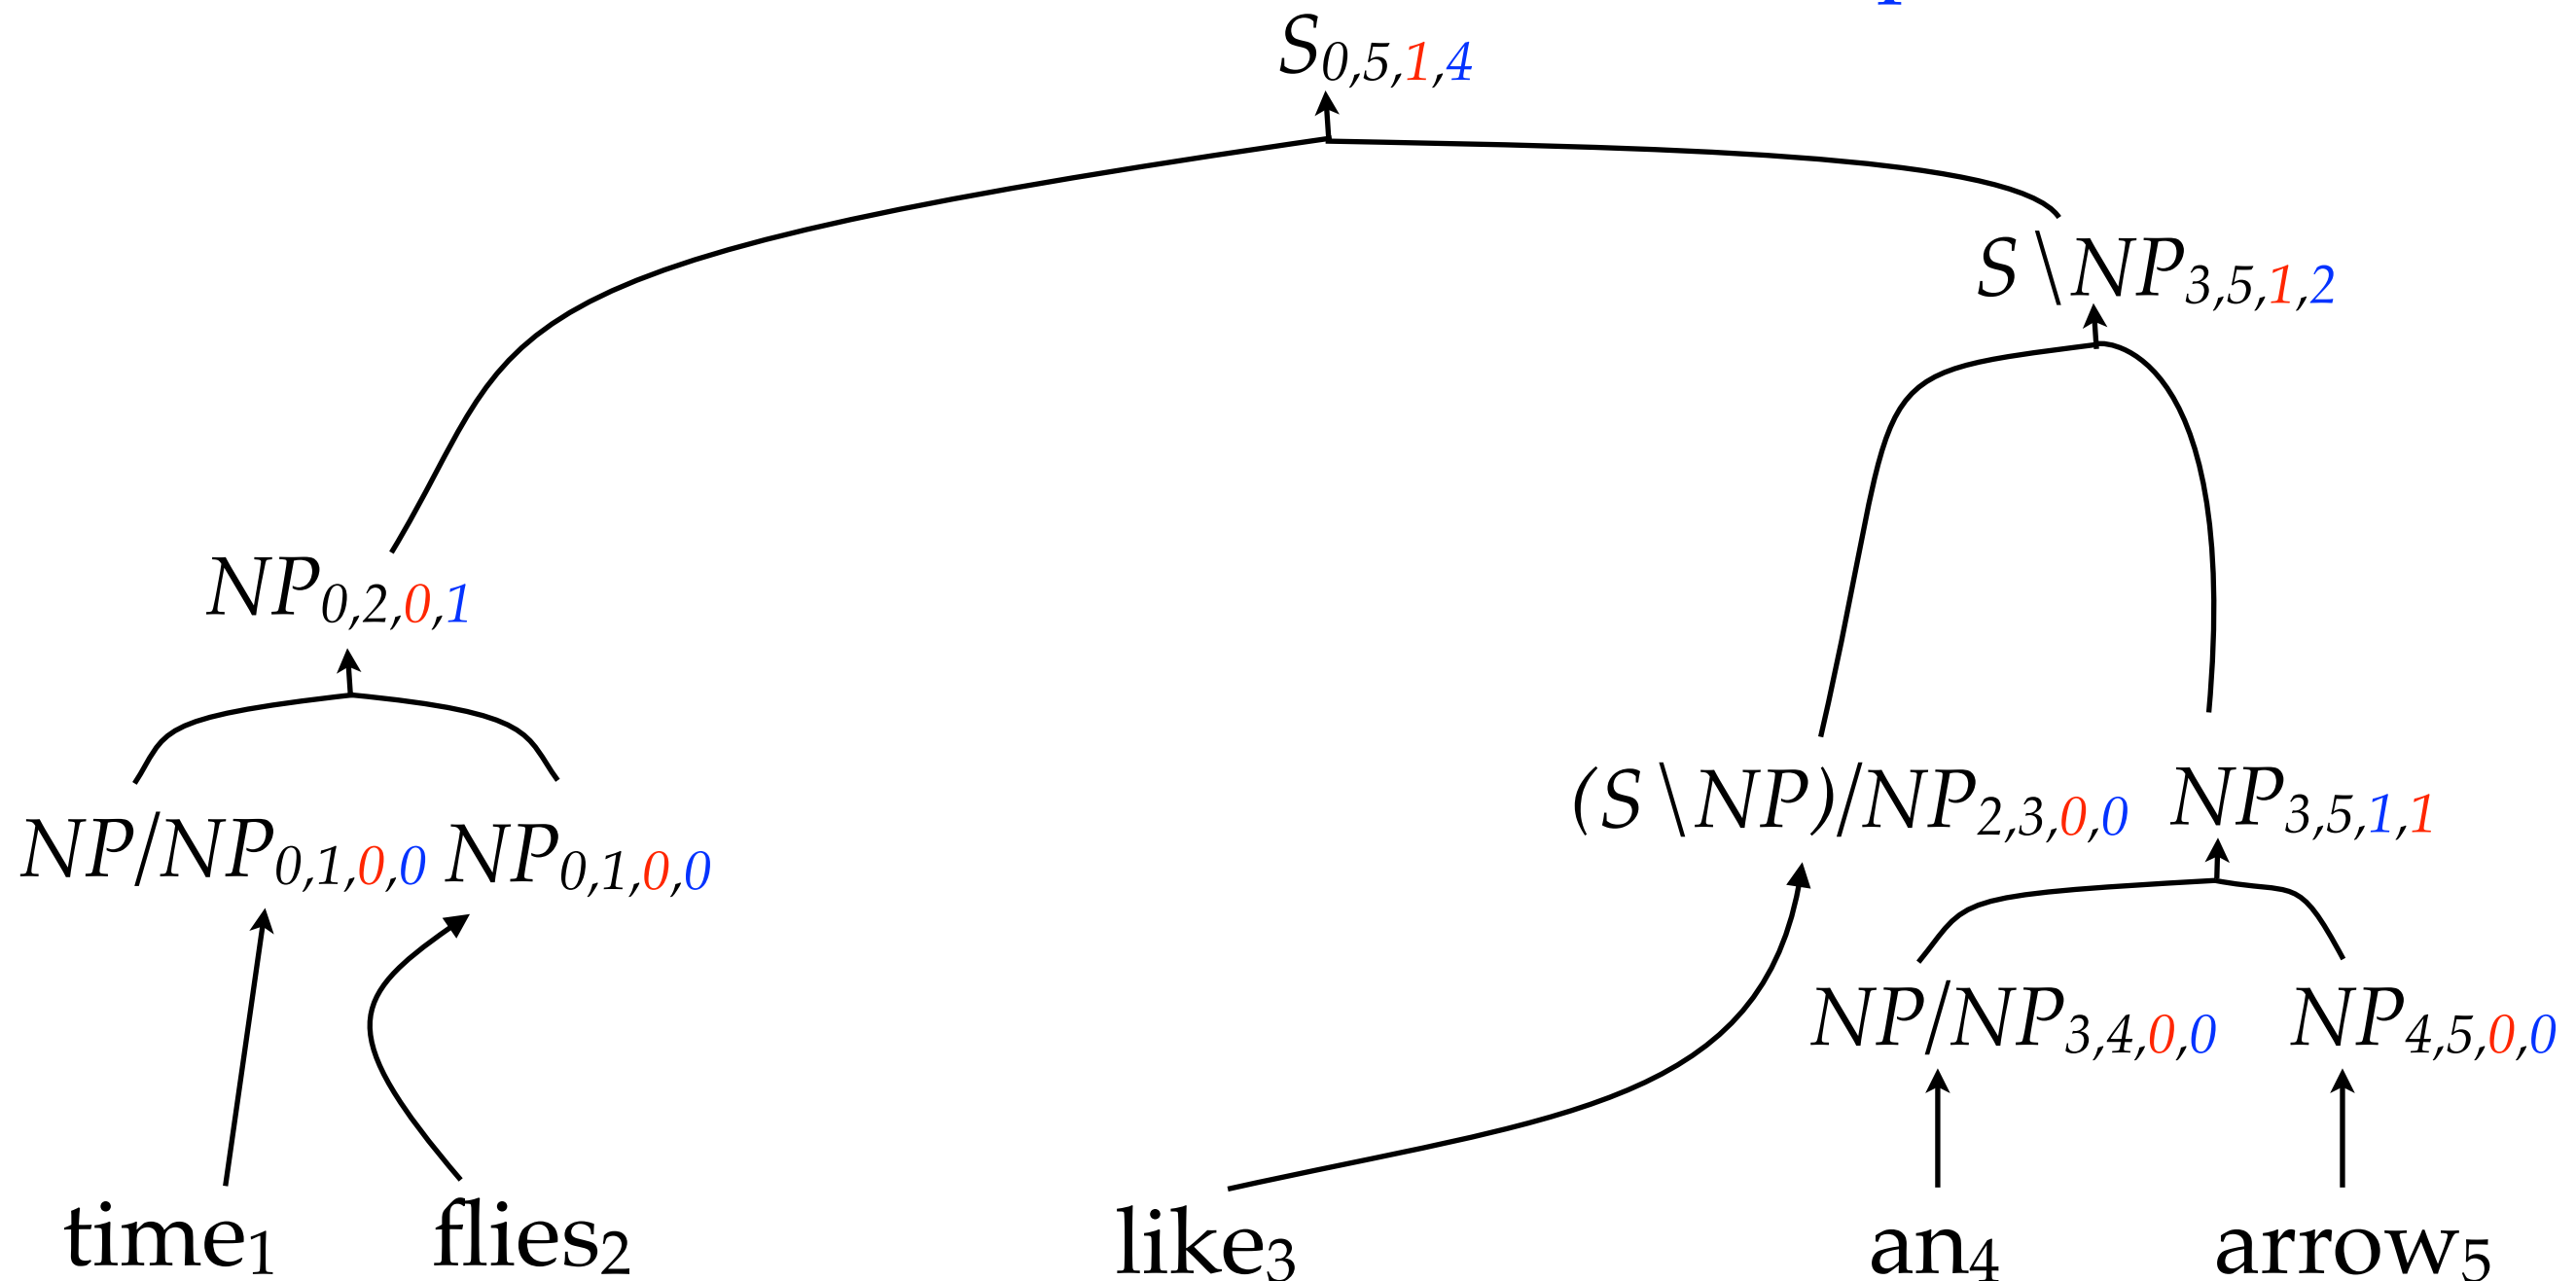 S0,5,1,4
S\NP3,5,1,2
NP0,2,0,1
(S\NP)/NP2,3,0,0 NP3,5,1,1
NP/NP0,1,0,0 NP0,1,0,0
NP/NP3,4,0,0 NP4,5,0,0
time1 flies2 like3 an4 arrow5